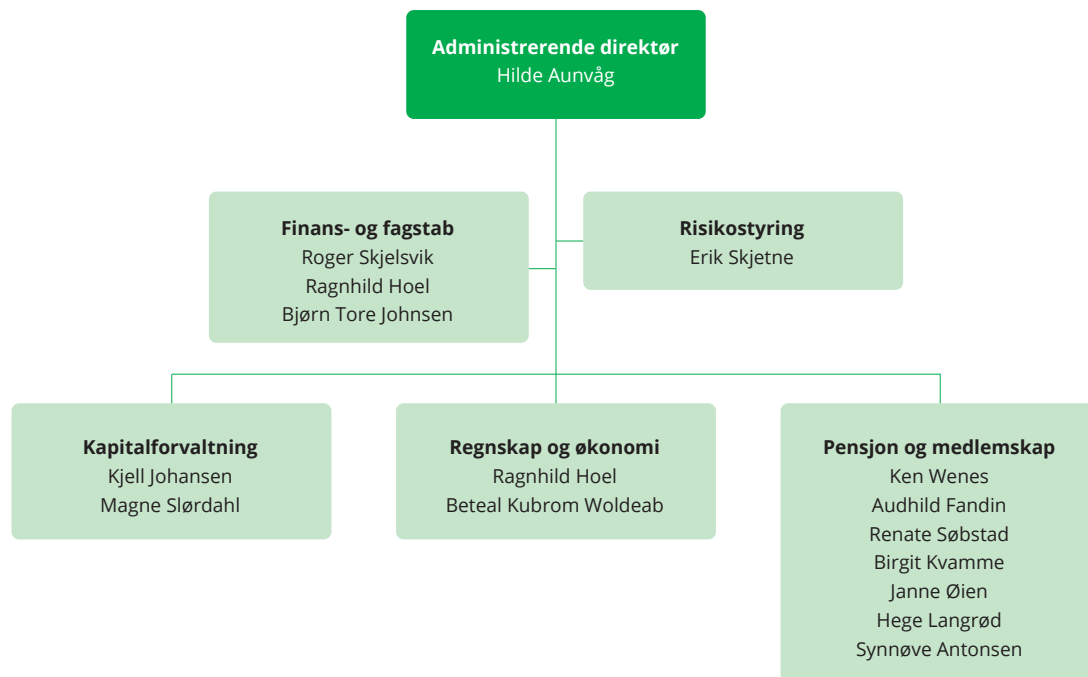 Administrerende direktør
Hilde Aunvåg
Finans- og fagstab
Roger Skjelsvik
Ragnhild Hoel
Bjørn Tore Johnsen
Risikostyring
Erik Skjetne
Kapitalforvaltning
Kjell Johansen
Magne Slørdahl
Regnskap og økonomi
Ragnhild Hoel
Beteal Kubrom Woldeab
Pensjon og medlemskap
Ken Wenes
Audhild Fandin
Renate Søbstad
Birgit Kvamme
Janne Øien
Hege Langrød
Synnøve Antonsen